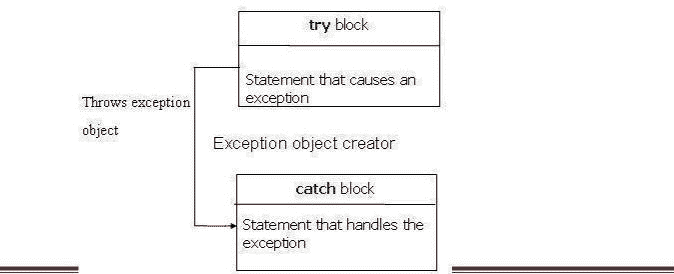 try block
Statement that causes an
exception
Throws exception
object
Exception object creator
catch block
Statement that handles the
exception